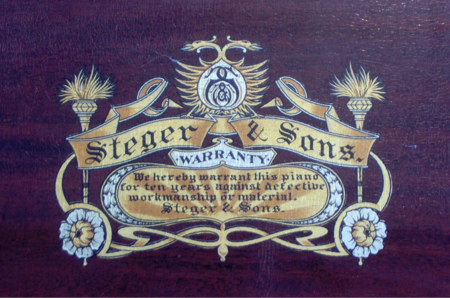 Steger & Sons.
WARRANTY.
We hereby warrant this piano
for ten years against defective
workmanship or material.
Steger & Sons.